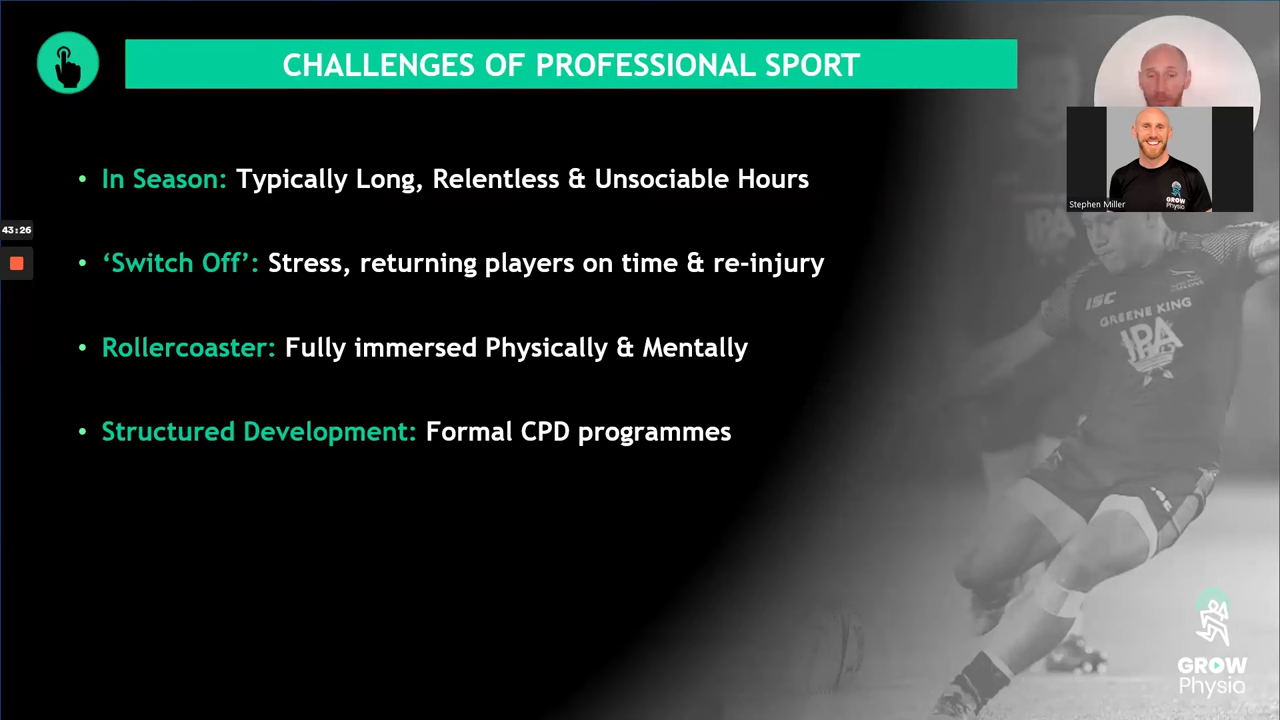 CHALLENGES OF PROFESSIONAL SPORT
• In Season: Typically Long, Relentless & Unsociable Hours
• ‘Switch Off’: Stress, returning players on time & re-injury
• Rollercoaster: Fully immersed Physically & Mentally
• Structured Development: Formal CPD programmes
43:26
Stephen Miller
GROW
Physio
ISC
GREENE KING
IPA
GROW
Physio